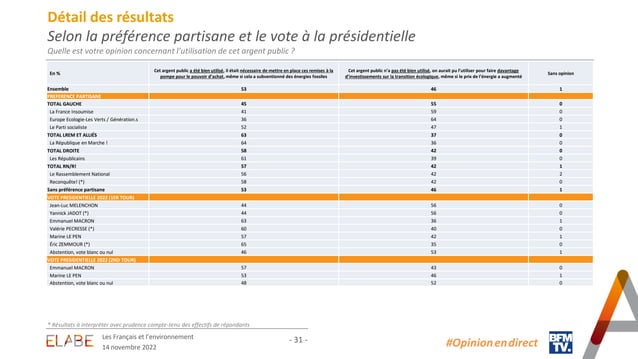 Détail des résultats
Selon la préférence partisane et le vote à la présidentielle
Quelle est votre opinion concernant l'utilisation de cet argent public ?
En % Cet argent public a été bien utilisé, il était nécessaire de mettre en place ces remises à la pompe pour le pouvoir d'achat, même si cela a subventionné des énergies fossiles Cet argent public n'a pas été bien utilisé, on aurait pu l'utiliser pour faire davantage d'investissements sur la transition écologique, même si le prix de l'énergie a augmenté Sans opinion
Ensemble 53 46 1
PREFERENCE PARTISANE
TOTAL GAUCHE 45 55 0
La France Insoumise 41 59 0
Europe Ecologie-Les Verts / Génération.s 36 64 0
Le Parti socialiste 52 47 1
TOTAL LREM ET ALLIÉS 63 37 0
La République en Marche ! 64 36 0
TOTAL DROITE 58 42 0
Les Républicains 61 39 0
TOTAL RN/R! 57 42 1
Le Rassemblement National 56 42 2
Reconquête! (*) 58 42 0
Sans préférence partisane 53 46 1
VOTE PRESIDENTIELLE 2022 (1ER TOUR)
Jean-Luc MELENCHON 44 56 0
Yannick JADOT (*) 44 56 0
Emmanuel MACRON 63 36 1
Valérie PECRESSE (*) 60 40 0
Marine LE PEN 57 42 1
Éric ZEMMOUR (*) 65 35 0
Abstention, vote blanc ou nul 46 53 1
VOTE PRESIDENTIELLE 2022 (2ND TOUR)
Emmanuel MACRON 57 43 0
Marine LE PEN 53 46 1
Abstention, vote blanc ou nul 48 52 0
* Résultats à interpréter avec prudence compte-tenu des effectifs de répondants
ELABE
Les Français et l'environnement
14 novembre 2022
- 31 -
#Opinionendirect
BFM
TV.